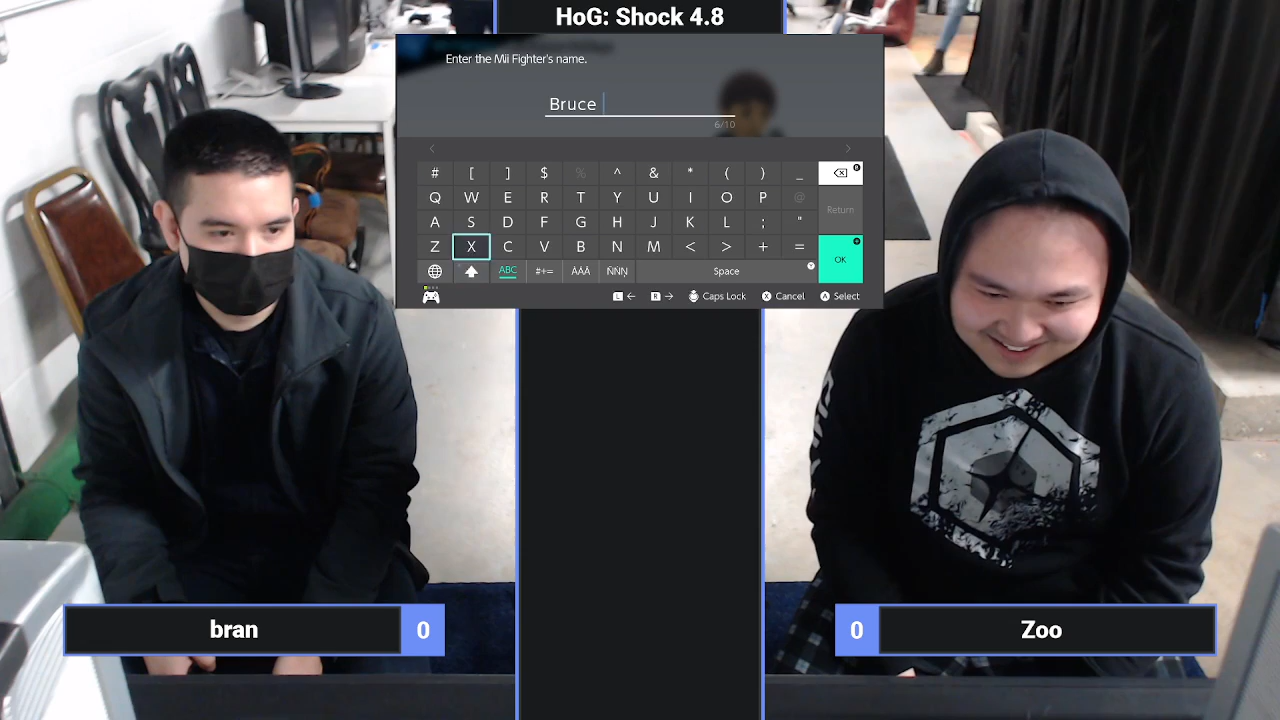 HoG: Shock 4.8
Enter the Mii Fighter's name.
Bruce
6/10
# [ ] $ % ^ & * ( ) _
Q W E R T Y U I O P @
Return
A S D F G H J K L ; "
Z X C V B N M < > + =
OK
ABC #+= ÀÁÂ ÑŃŅ Space
L ← R → Caps Lock X Cancel A Select
bran 0
0 Zoo